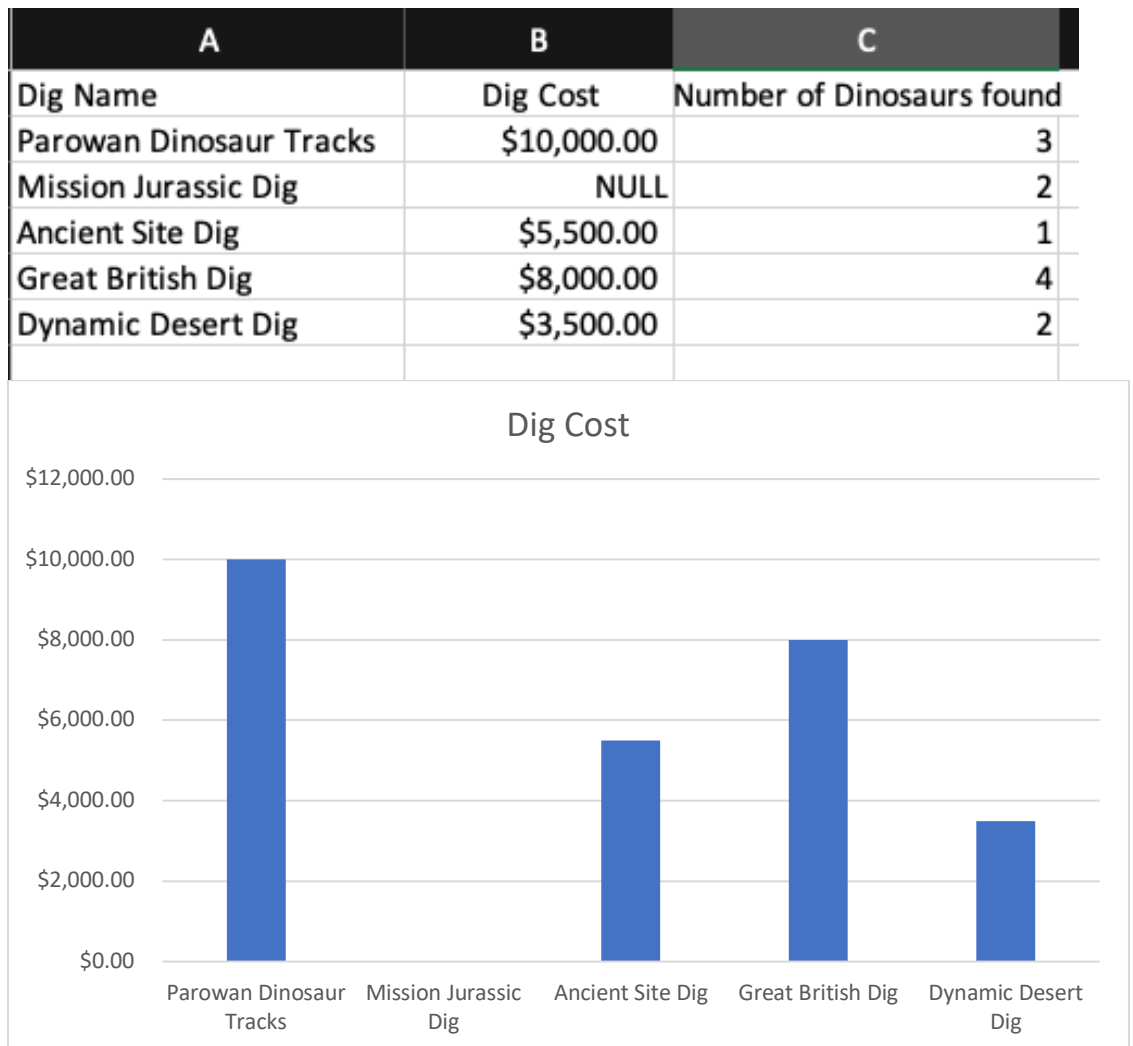 A B C
Dig Name Dig Cost Number of Dinosaurs found
Parowan Dinosaur Tracks $10,000.00 3
Mission Jurassic Dig NULL 2
Ancient Site Dig $5,500.00 1
Great British Dig $8,000.00 4
Dynamic Desert Dig $3,500.00 2
Dig Cost
$12,000.00
$10,000.00
$8,000.00
$6,000.00
$4,000.00
$2,000.00
$0.00
Parowan Dinosaur Mission Jurassic Ancient Site Dig Great British Dig Dynamic Desert
Tracks Dig Dig